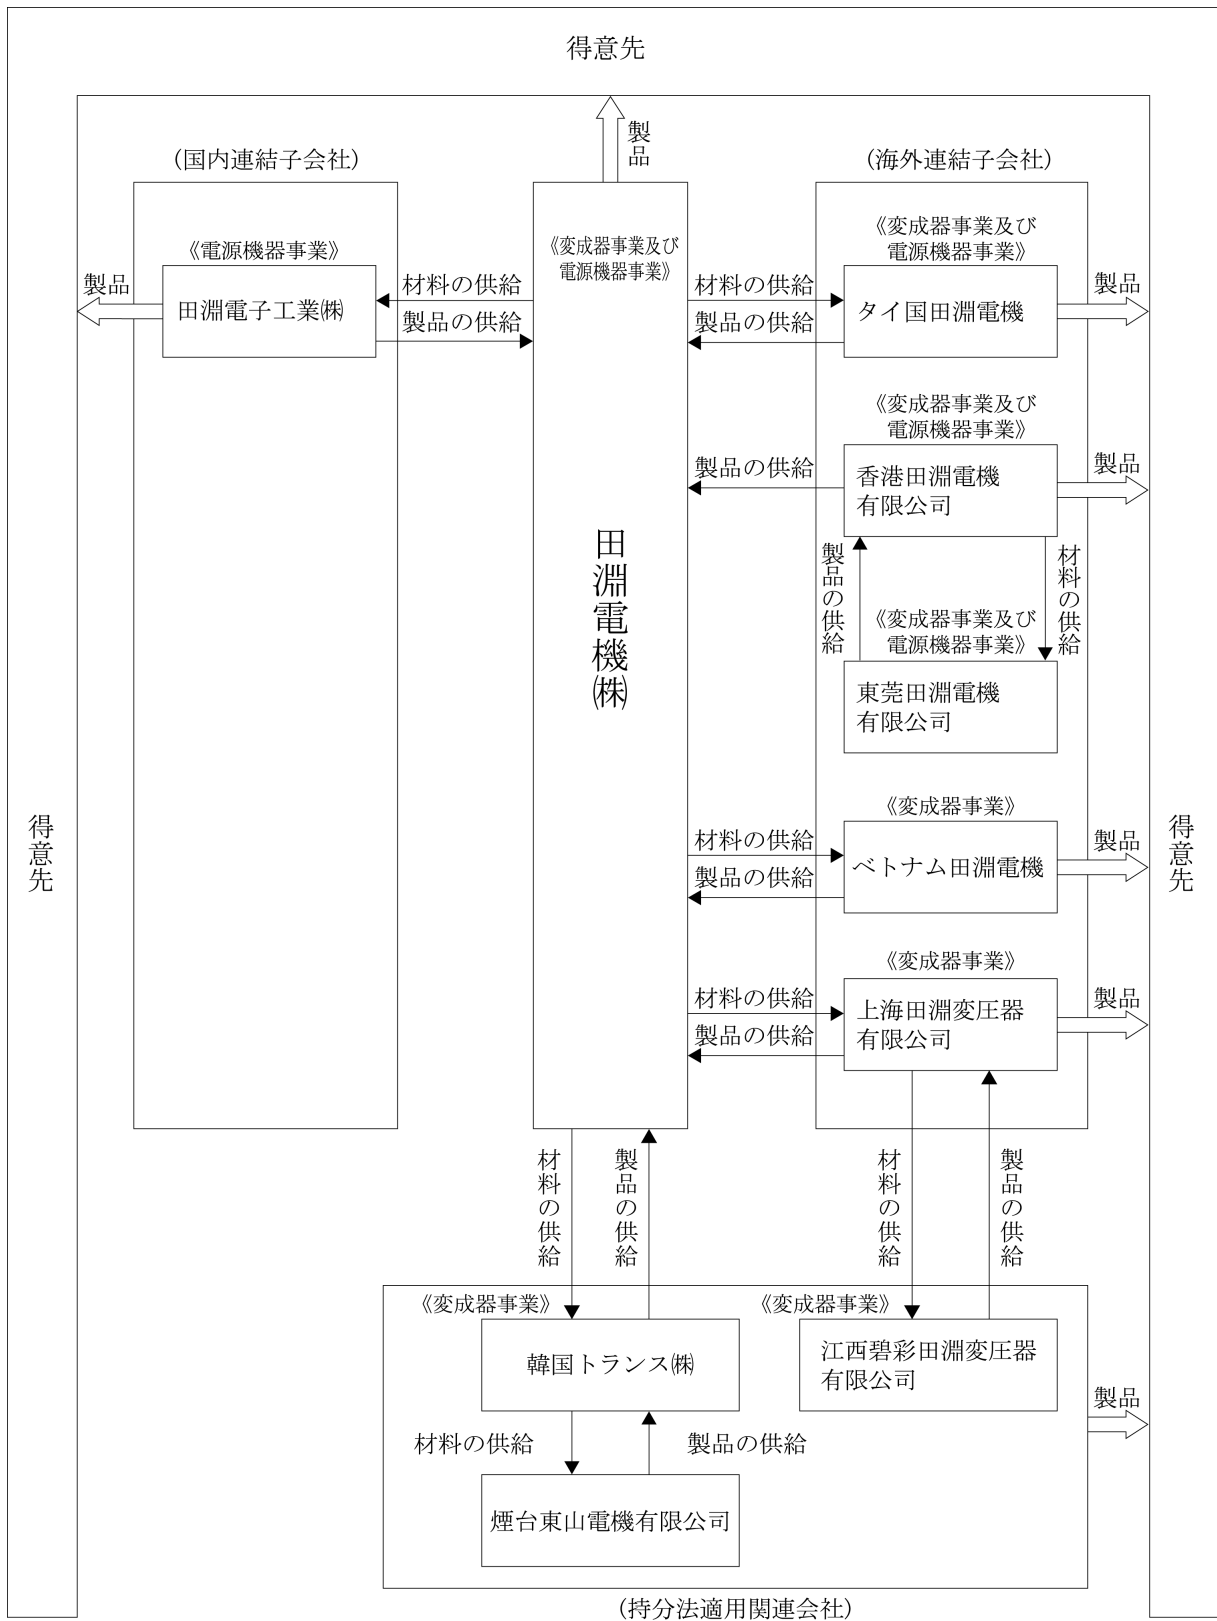 得意先
製品
(国内連結子会社)
(海外連結子会社)
《電源機器事業》
田淵電子工業㈱
製品
材料の供給
製品の供給
《変成器事業及び
電源機器事業》
田淵電機㈱
材料の供給
製品の供給
《変成器事業及び
電源機器事業》
タイ国田淵電機
製品
製品の供給
《変成器事業及び
電源機器事業》
香港田淵電機
有限公司
製品
製品の供給
材料の供給
《変成器事業及び
電源機器事業》
東莞田淵電機
有限公司
材料の供給
製品の供給
《変成器事業》
ベトナム田淵電機
製品
得意先
得意先
材料の供給
製品の供給
《変成器事業》
上海田淵変圧器
有限公司
製品
材料の供給
製品の供給
材料の供給
製品の供給
《変成器事業》
韓国トランス㈱
《変成器事業》
江西碧彩田淵変圧器
有限公司
製品
材料の供給
製品の供給
煙台東山電機有限公司
(持分法適用関連会社)